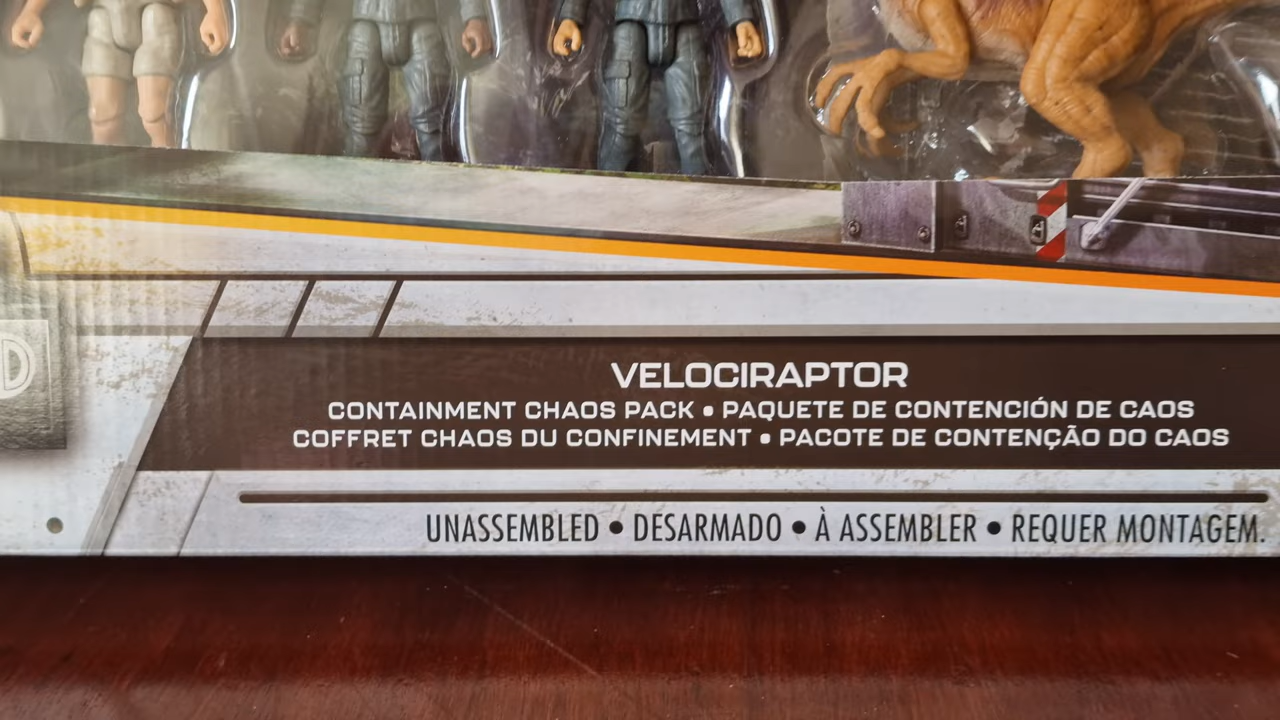 D
VELOCIRAPTOR
CONTAINMENT CHAOS PACK • PAQUETE DE CONTENCIÓN DE CAOS
COFFRET CHAOS DU CONFINEMENT • PACOTE DE CONTENÇÃO DO CAOS
UNASSEMBLED • DESARMADO • À ASSEMBLER • REQUER MONTAGEM.